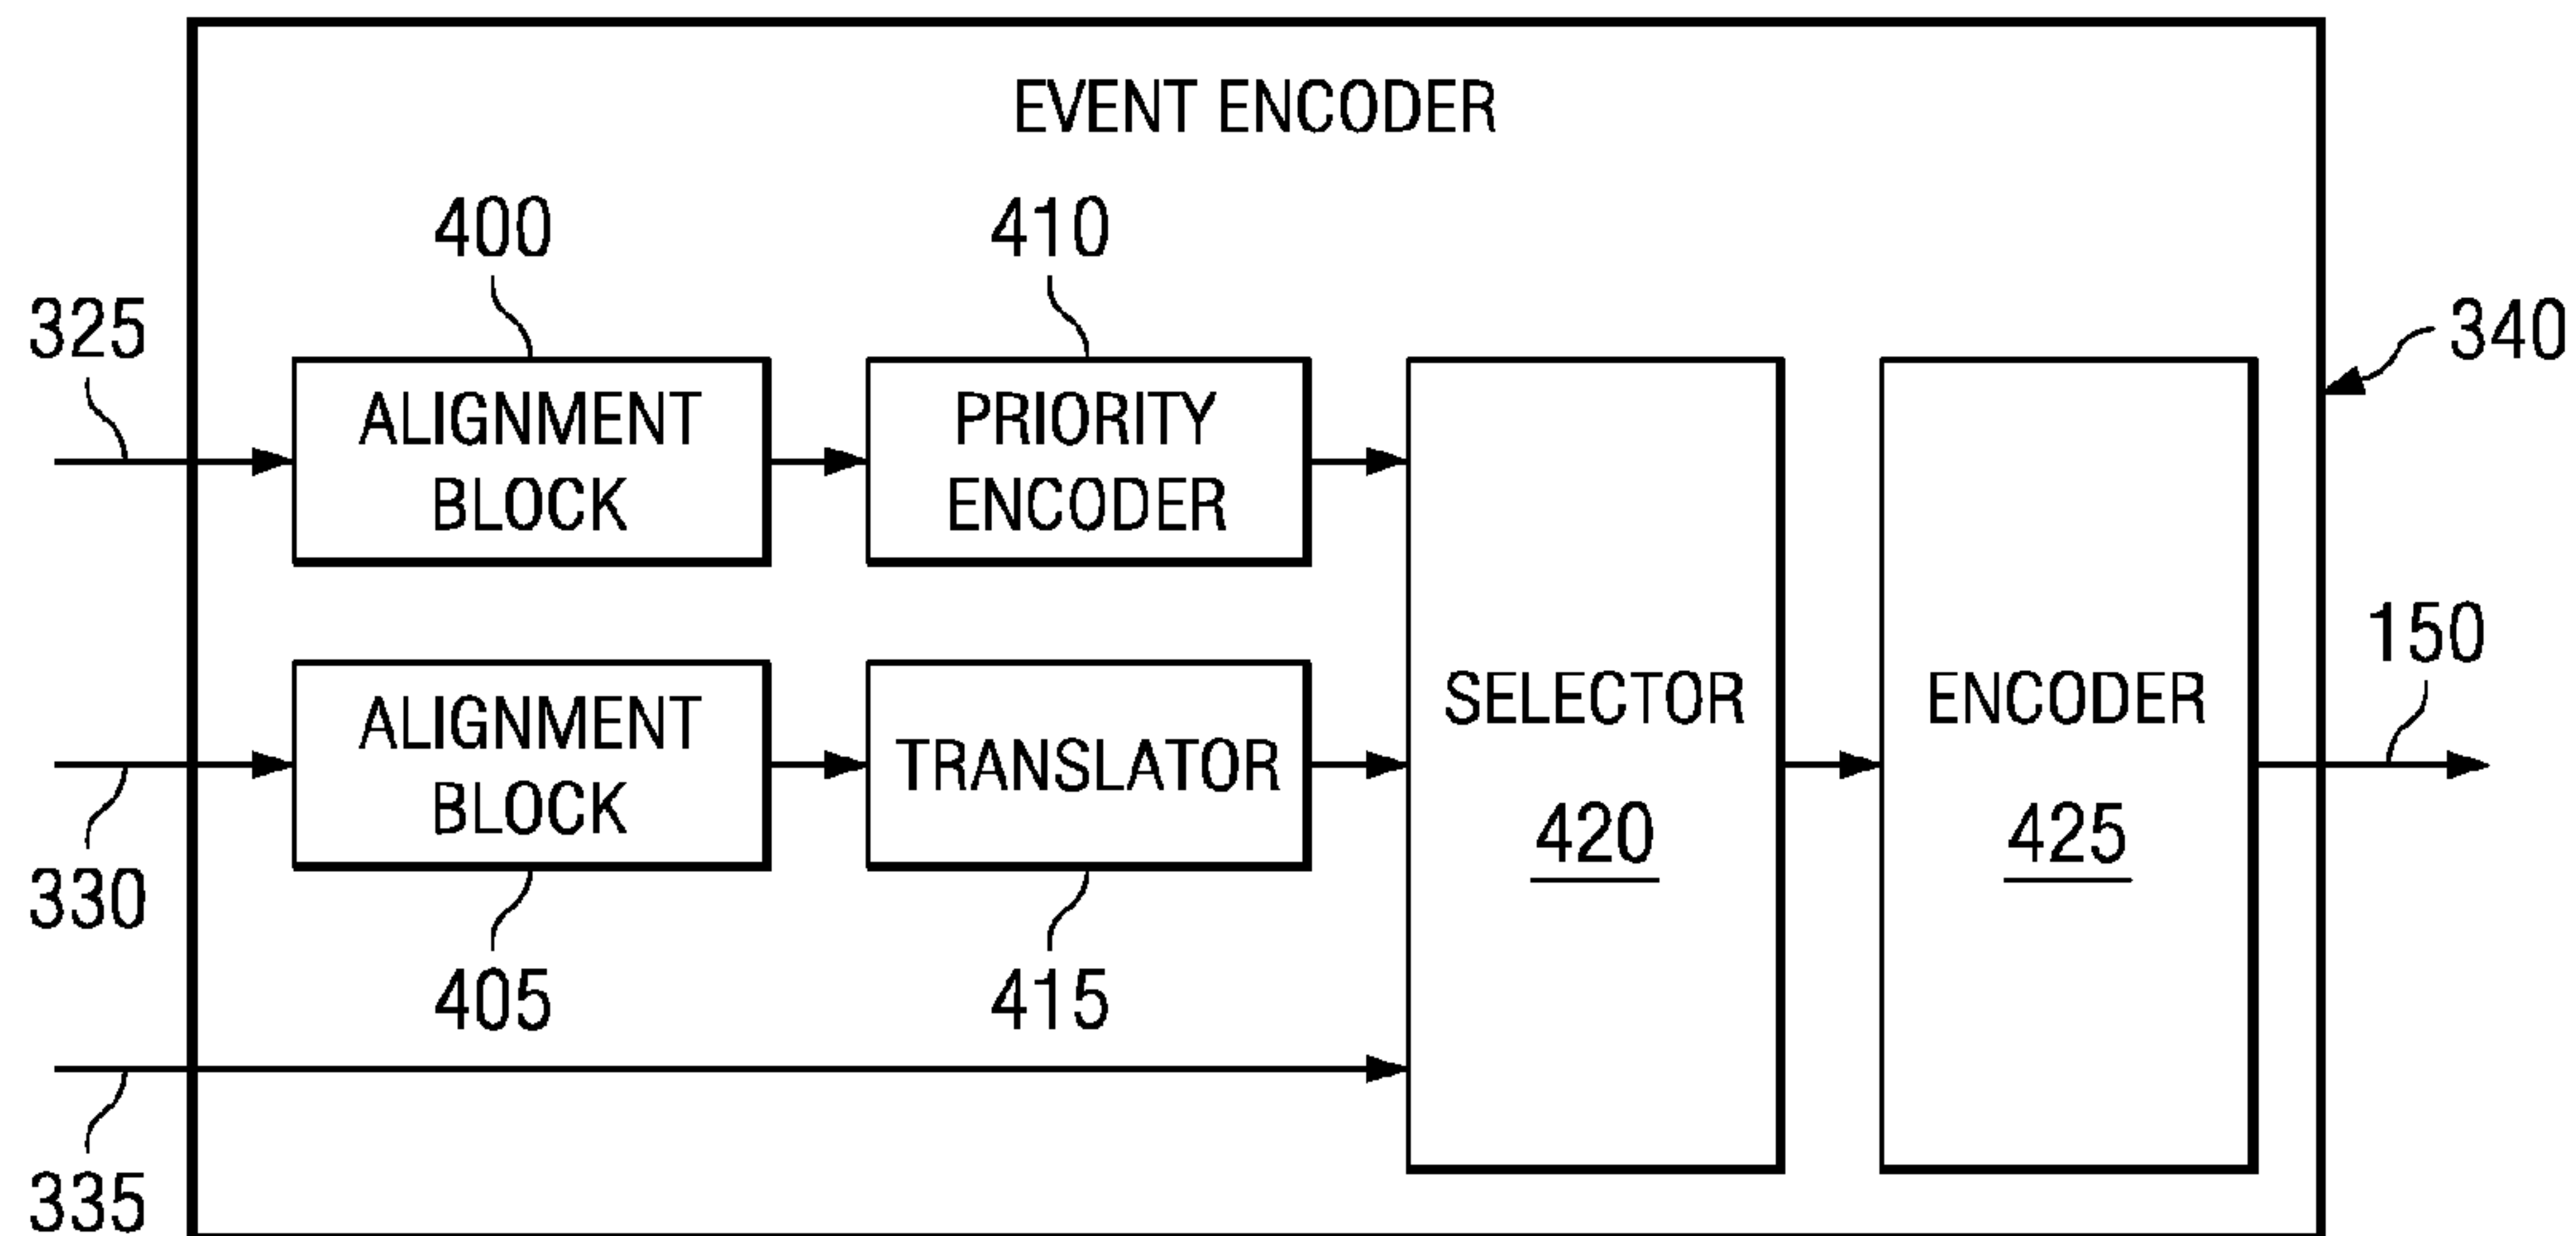 EVENT ENCODER
400
410
325
340
ALIGNMENT
BLOCK
PRIORITY
ENCODER
150
ALIGNMENT
BLOCK
TRANSLATOR
SELECTOR
420
ENCODER
425
330
405
415
335